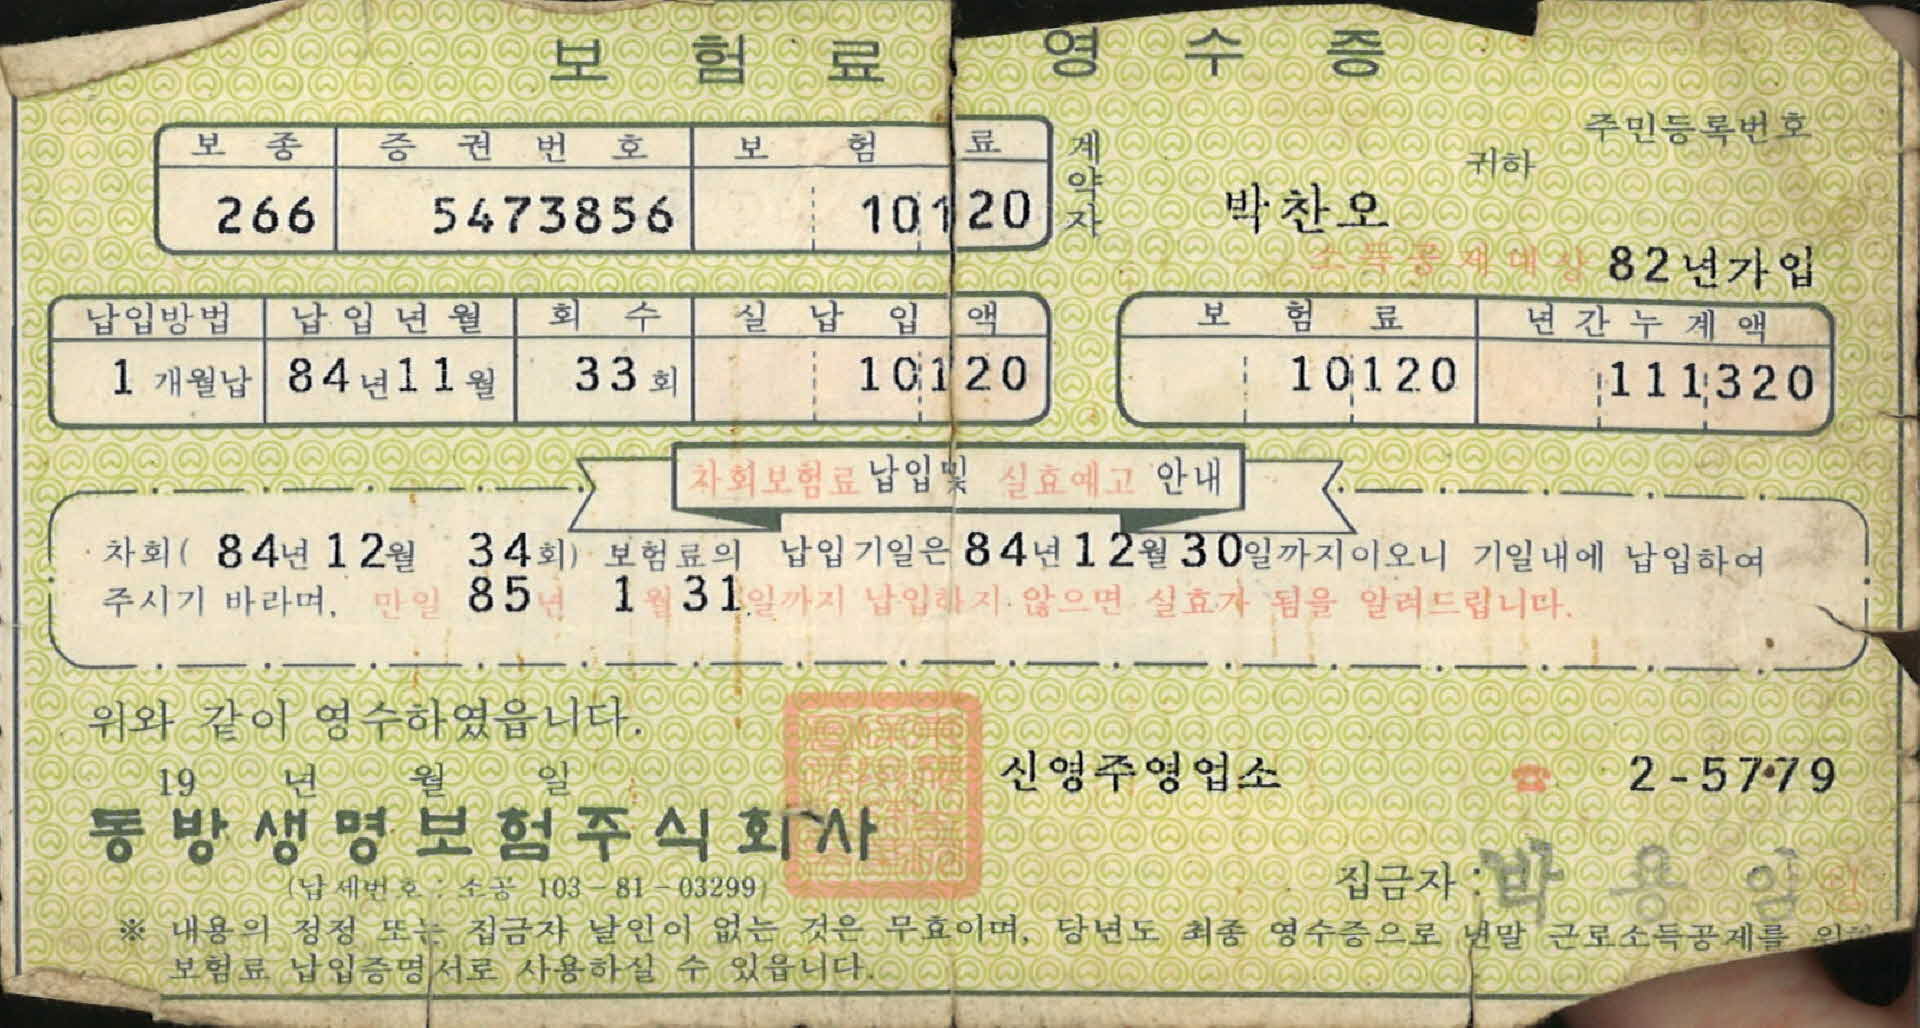 보험료 영수증
주민등록번호
보종 증권번호 보험료 계약자 귀하
266 5473856 10120 박찬오
소득공제대상 82년가입
납입방법 납입년월 회수 실납입액 보험료 년간누계액
1개월납 84년11월 33회 10120 10120 111320
차회보험료 납입및 실효예고 안내
차회( 84년 12월 34회) 보험료의 납입기일은 84년 12월 30일까지이오니 기일내에 납입하여
주시기 바라며, 만일 85년 1월 31일까지 납입하지 않으면 실효가 됨을 알려드립니다.
위와 같이 영수하였읍니다.
19 년 월 일
신영주영업소 ☎ 2-5779
동방생명보험주식회사
(납세번호 : 소공 103-81-03299)
집금자 : 박용
※ 내용의 정정 또는 집금자 날인이 없는 것은 무효이며, 당년도 최종 영수증으로 년말 근로소득공제를 위한
보험료 납입증명서로 사용하실 수 있읍니다.